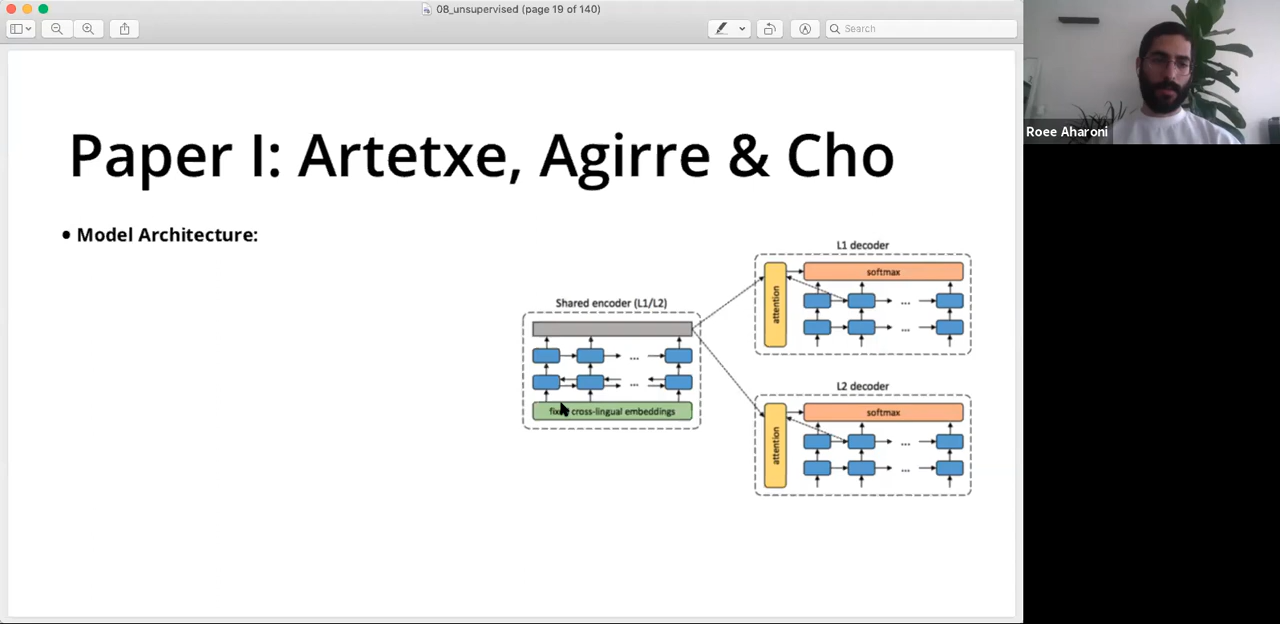 08_unsupervised (page 19 of 140)
Search
Roee Aharoni
Paper I: Artetxe, Agirre & Cho
• Model Architecture:
L1 decoder
softmax
attention
...
...
Shared encoder (L1/L2)
...
...
cross-lingual embeddings
L2 decoder
softmax
attention
...
...